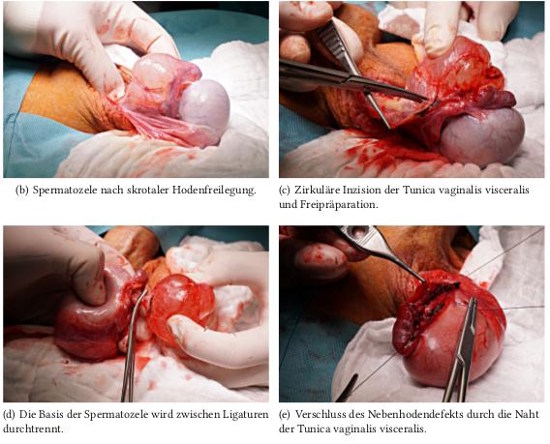 (b) Spermatozele nach skrotaler Hodenfreilegung.
(c) Zirkuläre Inzision der Tunica vaginalis visceralis
und Freipräparation.
(d) Die Basis der Spermatozele wird zwischen Ligaturen
durchtrennt.
(e) Verschluss des Nebenhodendefekts durch die Naht
der Tunica vaginalis visceralis.